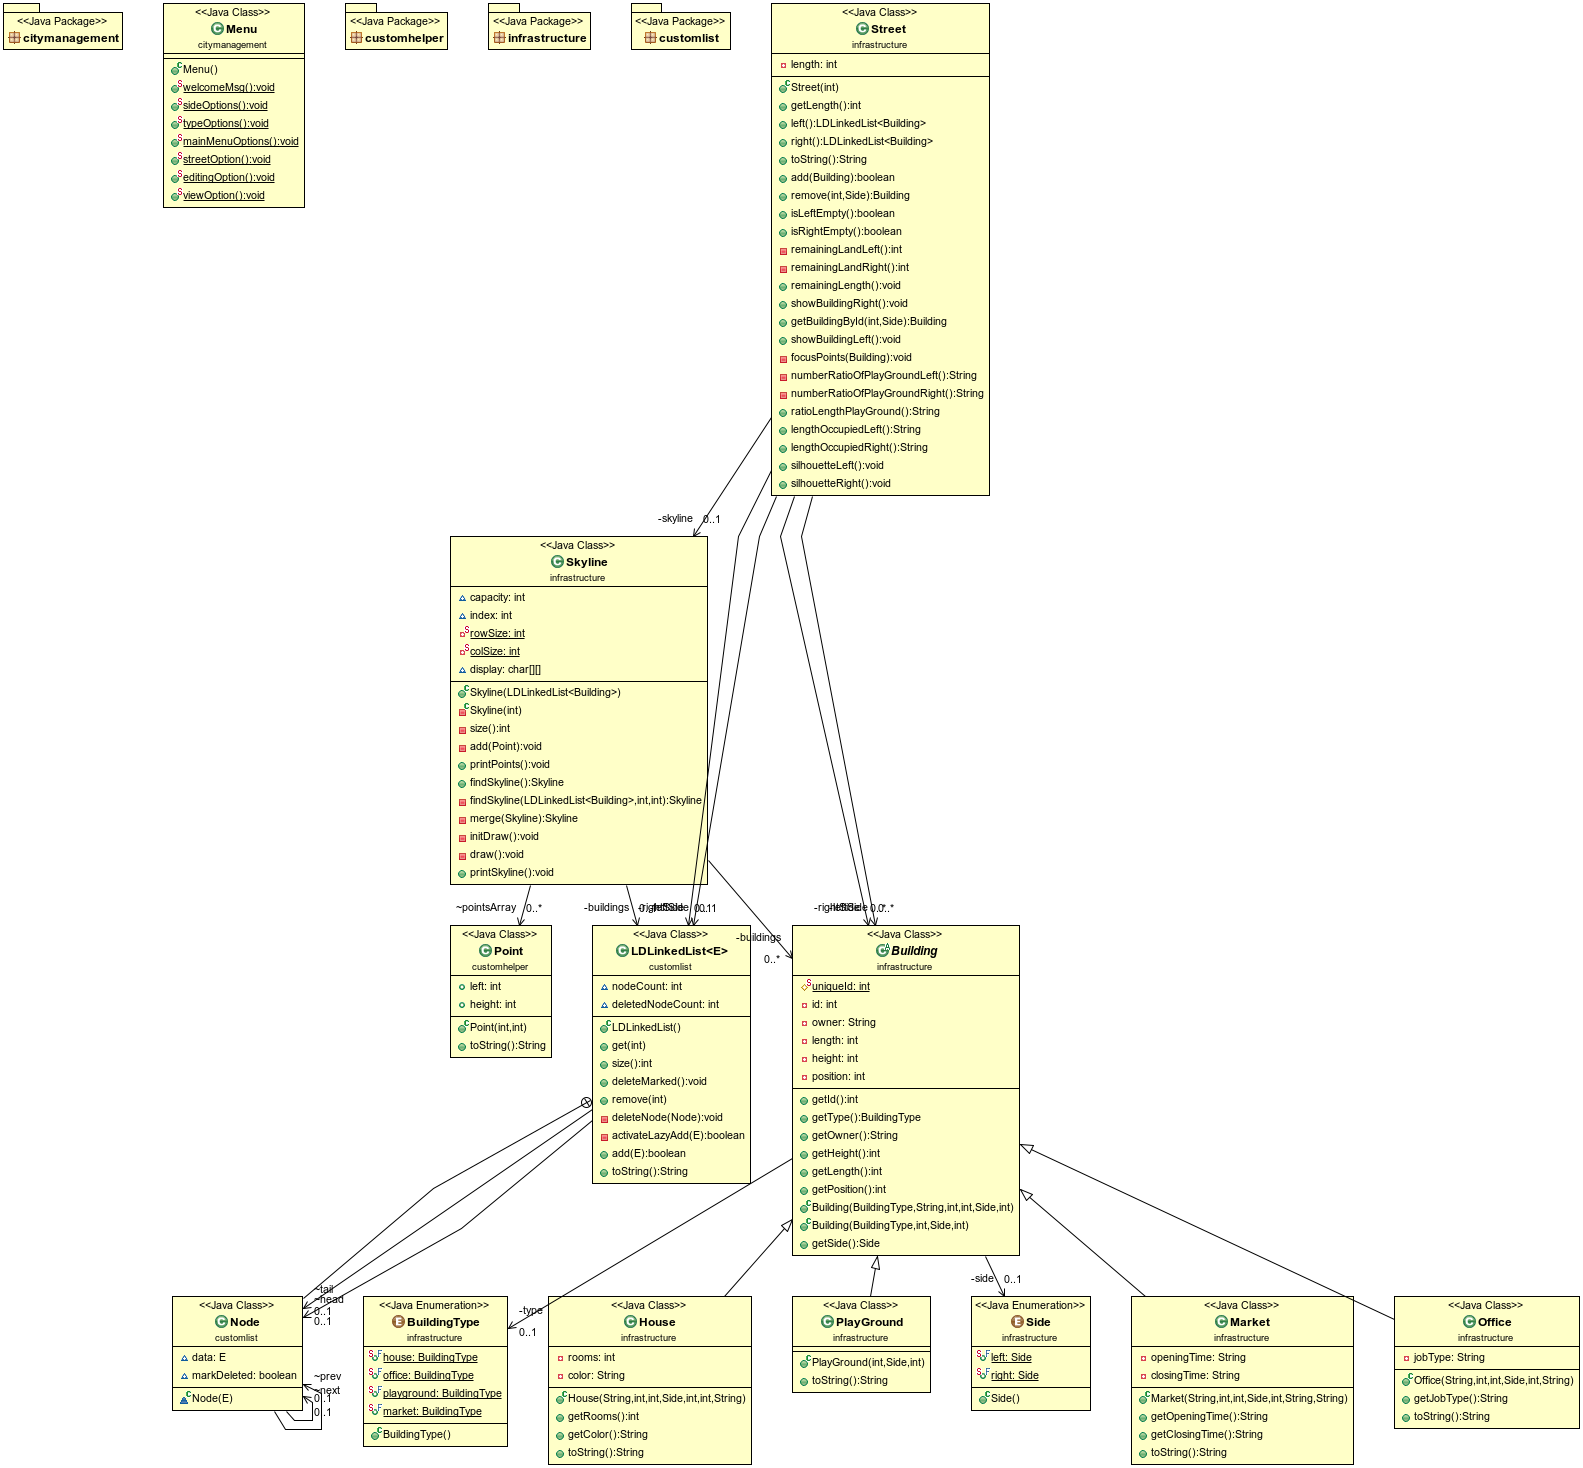 <<Java Package>>
citymanagement
<<Java Class>>
Menu
citymanagement
Menu()
welcomeMsg():void
sideOptions():void
typeOptions():void
mainMenuOptions():void
streetOption():void
editingOption():void
viewOption():void
<<Java Package>>
customhelper
<<Java Package>>
infrastructure
<<Java Package>>
customlist
<<Java Class>>
Street
infrastructure
length: int
Street(int)
getLength():int
left():LDLinkedList<Building>
right():LDLinkedList<Building>
toString():String
add(Building):boolean
remove(int,Side):Building
isLeftEmpty():boolean
isRightEmpty():boolean
remainingLandLeft():int
remainingLandRight():int
remainingLength():void
showBuildingRight():void
getBuildingById(int,Side):Building
showBuildingLeft():void
focusPoints(Building):void
numberRatioOfPlayGroundLeft():String
numberRatioOfPlayGroundRight():String
ratioLengthPlayGround():String
lengthOccupiedLeft():String
lengthOccupiedRight():String
silhouetteLeft():void
silhouetteRight():void
-skyline 0..1
<<Java Class>>
Skyline
infrastructure
capacity: int
index: int
rowSize: int
colSize: int
display: char[][]
Skyline(LDLinkedList<Building>)
Skyline(int)
size():int
add(Point):void
printPoints():void
findSkyline():Skyline
findSkyline(LDLinkedList<Building>,int,int):Skyline
merge(Skyline):Skyline
initDraw():void
draw():void
printSkyline():void
~pointsArray 0..*
-buildings
-buildings
0..*
<<Java Class>>
Point
customhelper
left: int
height: int
Point(int,int)
toString():String
<<Java Class>>
LDLinkedList<E>
customlist
nodeCount: int
deletedNodeCount: int
LDLinkedList()
get(int)
size():int
deleteMarked():void
remove(int)
deleteNode(Node):void
activateLazyAdd(E):boolean
add(E):boolean
toString():String
<<Java Class>>
Building
infrastructure
uniqueId: int
id: int
owner: String
length: int
height: int
position: int
getId():int
getType():BuildingType
getOwner():String
getHeight():int
getLength():int
getPosition():int
Building(BuildingType,String,int,int,Side,int)
Building(BuildingType,int,Side,int)
getSide():Side
~tail
~head
0..1
0..1
-type
0..1
-side 0..1
<<Java Class>>
Node
customlist
data: E
markDeleted: boolean
Node(E)
~prev
~next
0..1
0..1
<<Java Enumeration>>
BuildingType
infrastructure
house: BuildingType
office: BuildingType
playground: BuildingType
market: BuildingType
BuildingType()
<<Java Class>>
House
infrastructure
rooms: int
color: String
House(String,int,int,Side,int,int,String)
getRooms():int
getColor():String
toString():String
<<Java Class>>
PlayGround
infrastructure
PlayGround(int,Side,int)
toString():String
<<Java Enumeration>>
Side
infrastructure
left: Side
right: Side
Side()
<<Java Class>>
Market
infrastructure
openingTime: String
closingTime: String
Market(String,int,int,Side,int,String,String)
getOpeningTime():String
getClosingTime():String
toString():String
<<Java Class>>
Office
infrastructure
jobType: String
Office(String,int,int,Side,int,String)
getJobType():String
toString():String